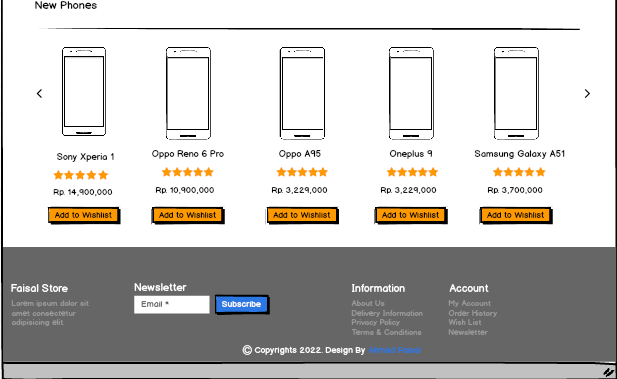 New Phones
Sony Xperia 1
Oppo Reno 6 Pro
Oppo A95
Oneplus 9
Samsung Galaxy A51
Rp. 14,900,000
Rp. 10,900,000
Rp. 3,229,000
Rp. 3,229,000
Rp. 3,700,000
Add to Wishlist
Add to Wishlist
Add to Wishlist
Add to Wishlist
Add to Wishlist
Faisal Store
Lorem ipsum dolor sit
amet consectetur
adipisicing elit
Newsletter
Email *
Subscribe
Information
About Us
Delivery Information
Privacy Policy
Terms & Conditions
Account
My Account
Order History
Wish List
Newsletter
© Copyrights 2022. Design By